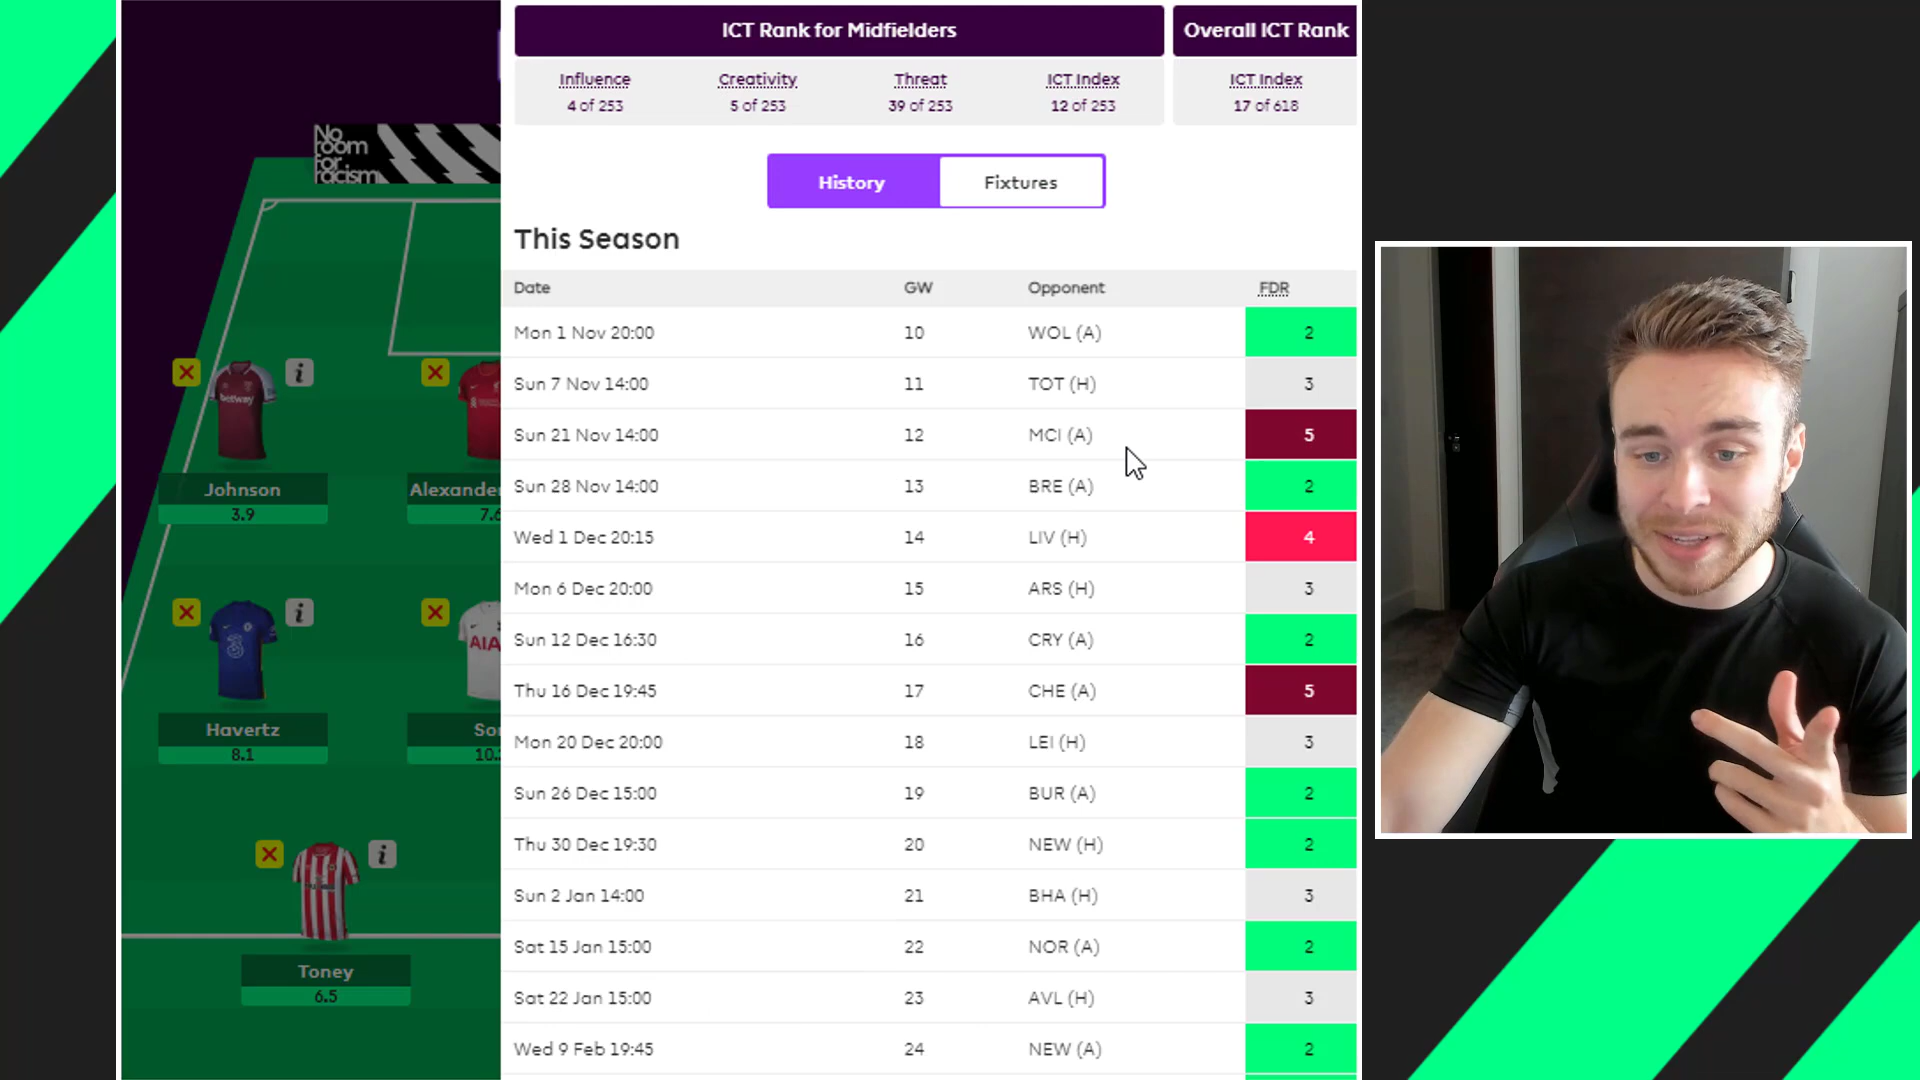 ICT Rank for Midfielders
Overall ICT Rank
Influence
Creativity
Threat
ICT Index
ICT Index
4 of 253
5 of 253
39 of 253
12 of 253
17 of 618
No
room
for
racism
History
Fixtures
This Season
Date GW Opponent FDR
Mon 1 Nov 20:00 10 WOL (A) 2
Sun 7 Nov 14:00 11 TOT (H) 3
Sun 21 Nov 14:00 12 MCI (A) 5
Sun 28 Nov 14:00 13 BRE (A) 2
Wed 1 Dec 20:15 14 LIV (H) 4
Mon 6 Dec 20:00 15 ARS (H) 3
Sun 12 Dec 16:30 16 CRY (A) 2
Thu 16 Dec 19:45 17 CHE (A) 5
Mon 20 Dec 20:00 18 LEI (H) 3
Sun 26 Dec 15:00 19 BUR (A) 2
Thu 30 Dec 19:30 20 NEW (H) 2
Sun 2 Jan 14:00 21 BHA (H) 3
Sat 15 Jan 15:00 22 NOR (A) 2
Sat 22 Jan 15:00 23 AVL (H) 3
Wed 9 Feb 19:45 24 NEW (A) 2
betway
Johnson
3.9
Alexander
7.6
3
AIA
Havertz
8.1
So
10.
Toney
6.5